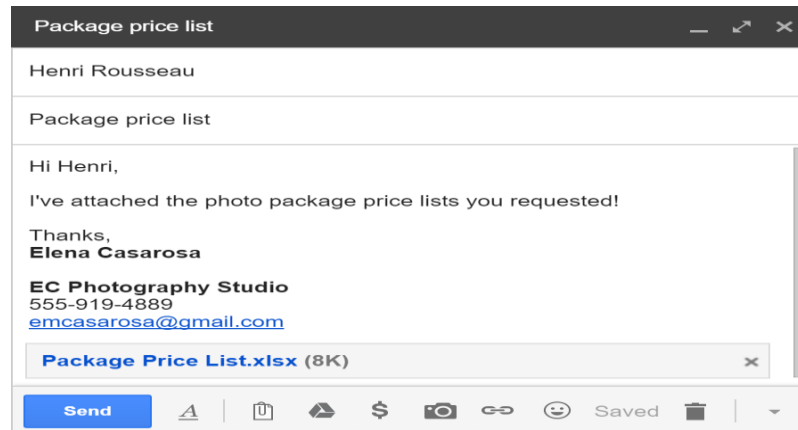 Package price list
Henri Rousseau
Package price list
Hi Henri,
I've attached the photo package price lists you requested!
Thanks,
Elena Casarosa
EC Photography Studio
555-919-4889
emcasarosa@gmail.com
Package Price List.xlsx (8K)
Send A $ Saved